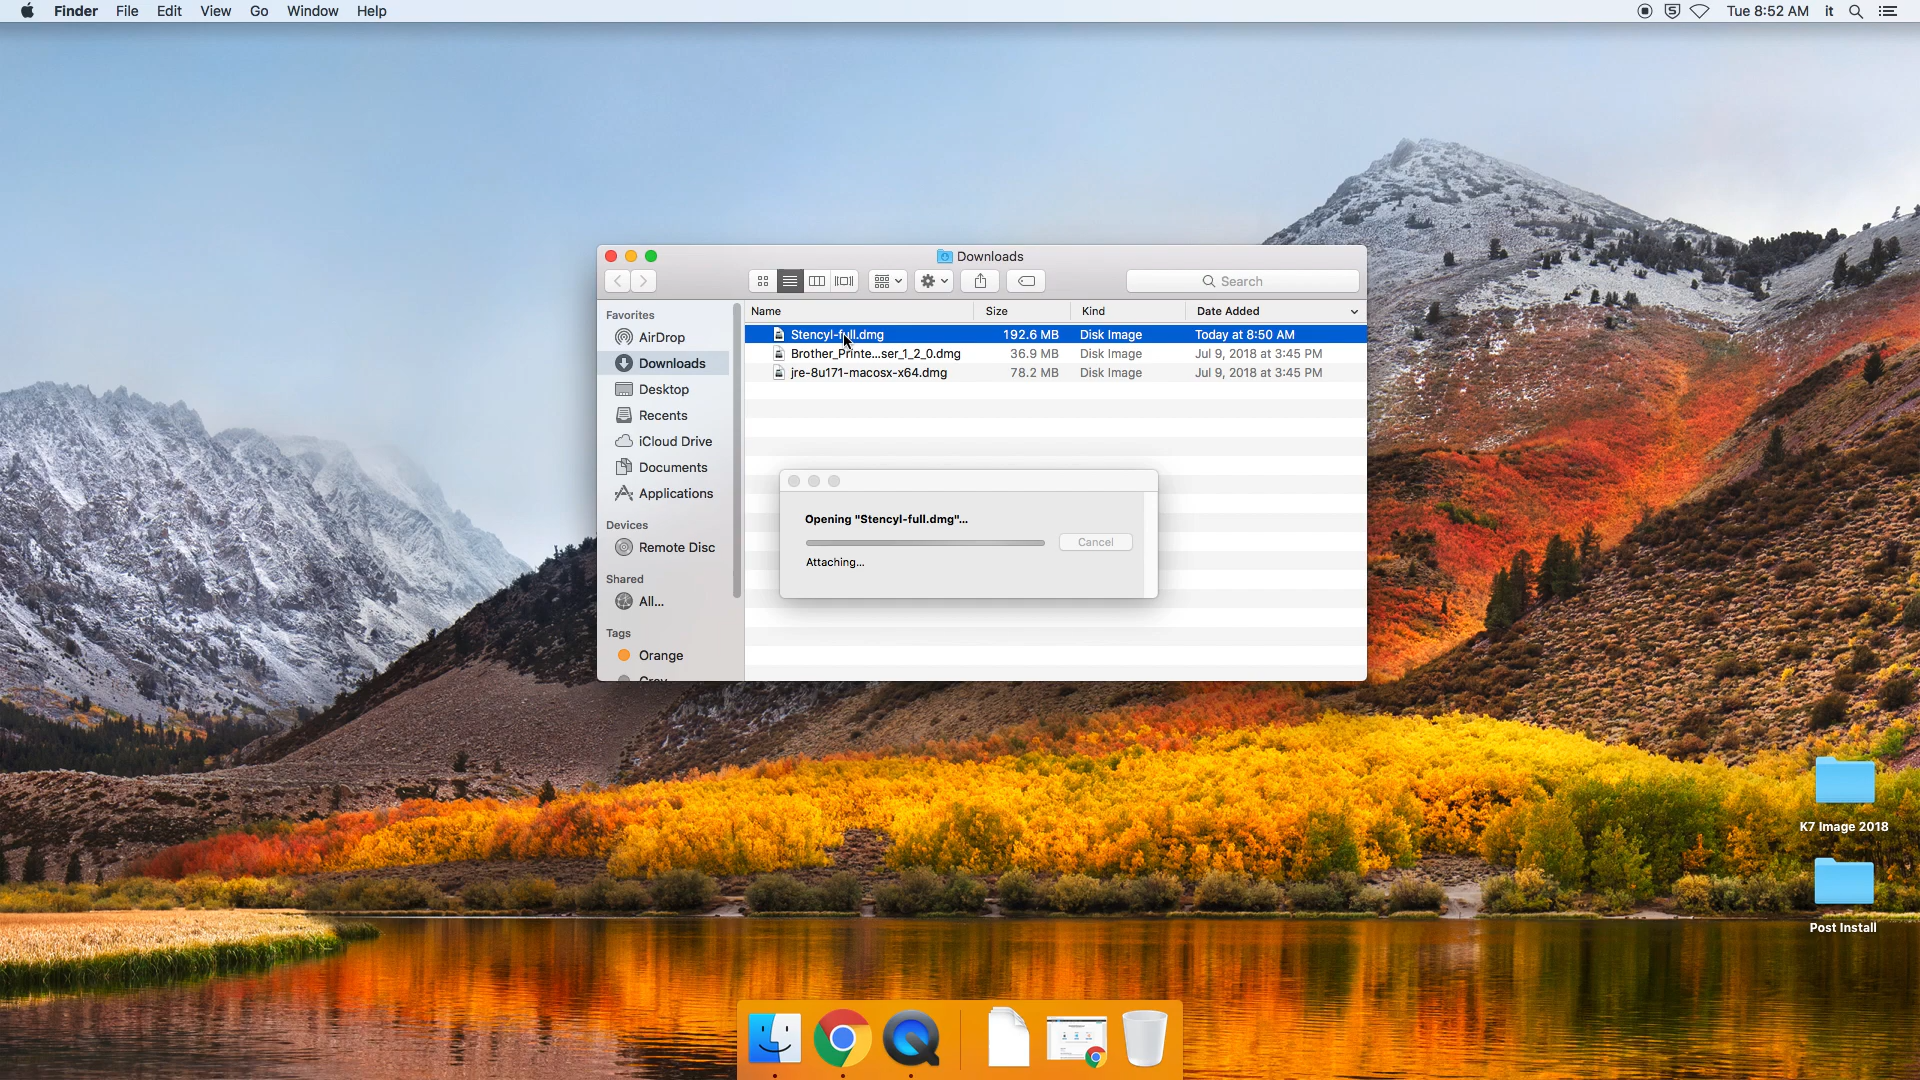 Finder File Edit View Go Window Help Tue 8:52 AM it
Downloads
Search
Favorites
AirDrop
Downloads
Desktop
Recents
iCloud Drive
Documents
Applications
Devices
Remote Disc
Shared
All...
Tags
Orange
Gray
Name Size Kind Date Added
Stencyl-full.dmg 192.6 MB Disk Image Today at 8:50 AM
Brother_Printe...ser_1_2_0.dmg 36.9 MB Disk Image Jul 9, 2018 at 3:45 PM
jre-8u171-macosx-x64.dmg 78.2 MB Disk Image Jul 9, 2018 at 3:45 PM
Opening "Stencyl-full.dmg"...
Cancel
Attaching...
K7 Image 2018
Post Install